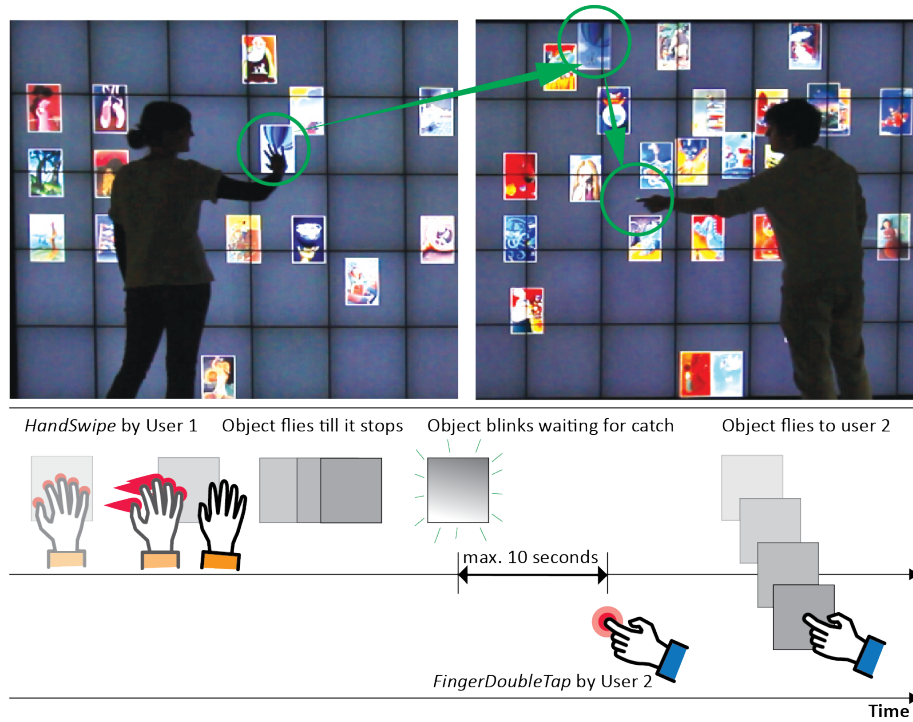 HandSwipe by User 1
Object flies till it stops
Object blinks waiting for catch
Object flies to user 2
max. 10 seconds
FingerDoubleTap by User 2
Time